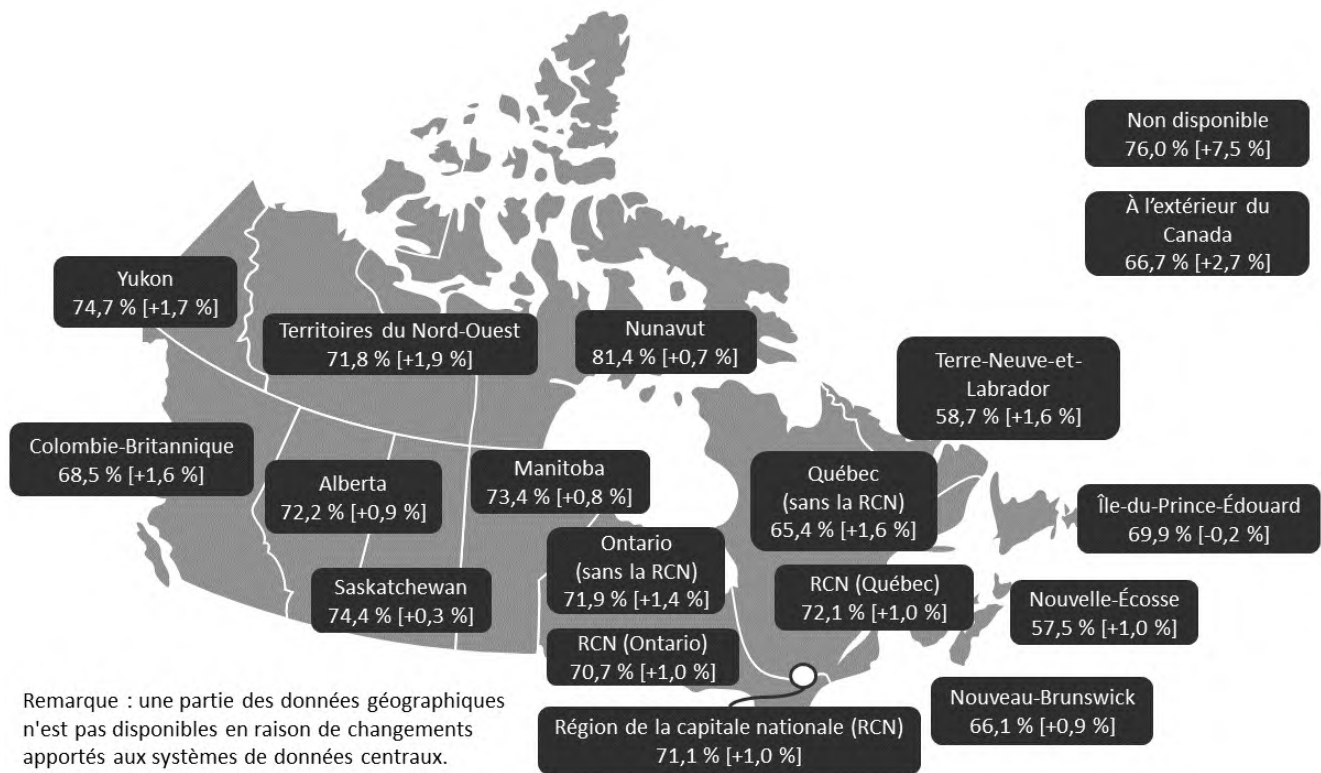 Non disponible
76,0 % [+7,5 %]
À l’extérieur du
Canada
66,7 % [+2,7 %]
Yukon
74,7 % [+1,7 %]
Territoires du Nord-Ouest
71,8 % [+1,9 %]
Nunavut
81,4 % [+0,7 %]
Terre-Neuve-et-
Labrador
58,7 % [+1,6 %]
Colombie-Britannique
68,5 % [+1,6 %]
Alberta
72,2 % [+0,9 %]
Manitoba
73,4 % [+0,8 %]
Québec
(sans la RCN)
65,4 % [+1,6 %]
Île-du-Prince-Édouard
69,9 % [-0,2 %]
Saskatchewan
74,4 % [+0,3 %]
Ontario
(sans la RCN)
71,9 % [+1,4 %]
RCN (Québec)
72,1 % [+1,0 %]
Nouvelle-Écosse
57,5 % [+1,0 %]
RCN (Ontario)
70,7 % [+1,0 %]
Nouveau-Brunswick
66,1 % [+0,9 %]
Région de la capitale nationale (RCN)
71,1 % [+1,0 %]
Remarque : une partie des données géographiques
n'est pas disponibles en raison de changements
apportés aux systèmes de données centraux.